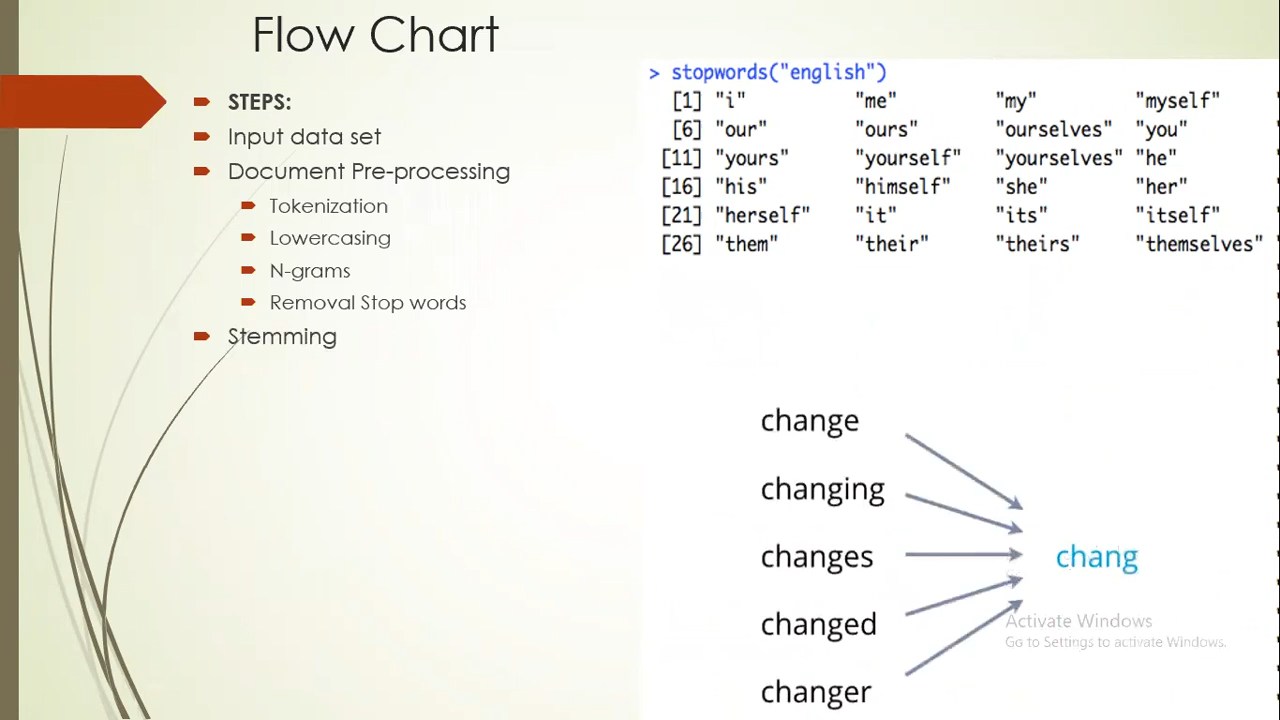 Flow Chart
STEPS:
Input data set
Document Pre-processing
Tokenization
Lowercasing
N-grams
Removal Stop words
Stemming
> stopwords("english")
[1] "i" "me" "my" "myself"
[6] "our" "ours" "ourselves" "you"
[11] "yours" "yourself" "yourselves" "he"
[16] "his" "himself" "she" "her"
[21] "herself" "it" "its" "itself"
[26] "them" "their" "theirs" "themselves"
change
changing
changes
changed
changer
chang
Activate Windows
Go to Settings to activate Windows.